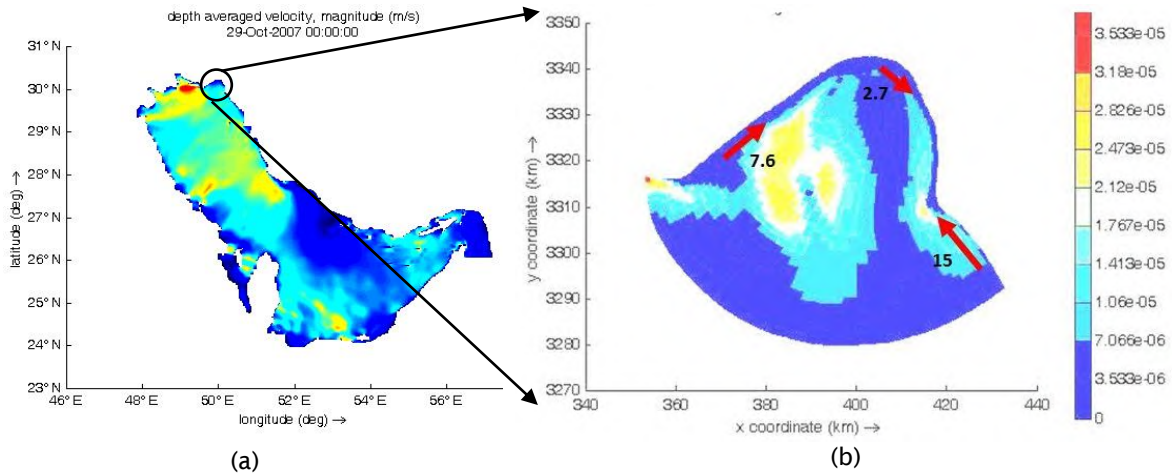 depth averaged velocity, magnitude (m/s)
29-Oct-2007 00:00:00
31°N
30°N
29°N
28°N
27°N
26°N
25°N
24°N
23°N
46°E
48°E
50°E
52°E
54°E
56°E
latitude (deg) →
longitude (deg) →
(a)
3350
3340
3330
3320
3310
3300
3290
3280
3270
340
360
380
400
420
440
y coordinate (km) →
x coordinate (km) →
2.7
7.6
15
3.533e-05
3.18e-05
2.826e-05
2.473e-05
2.12e-05
1.767e-05
1.413e-05
1.06e-05
7.066e-06
3.533e-06
0
(b)